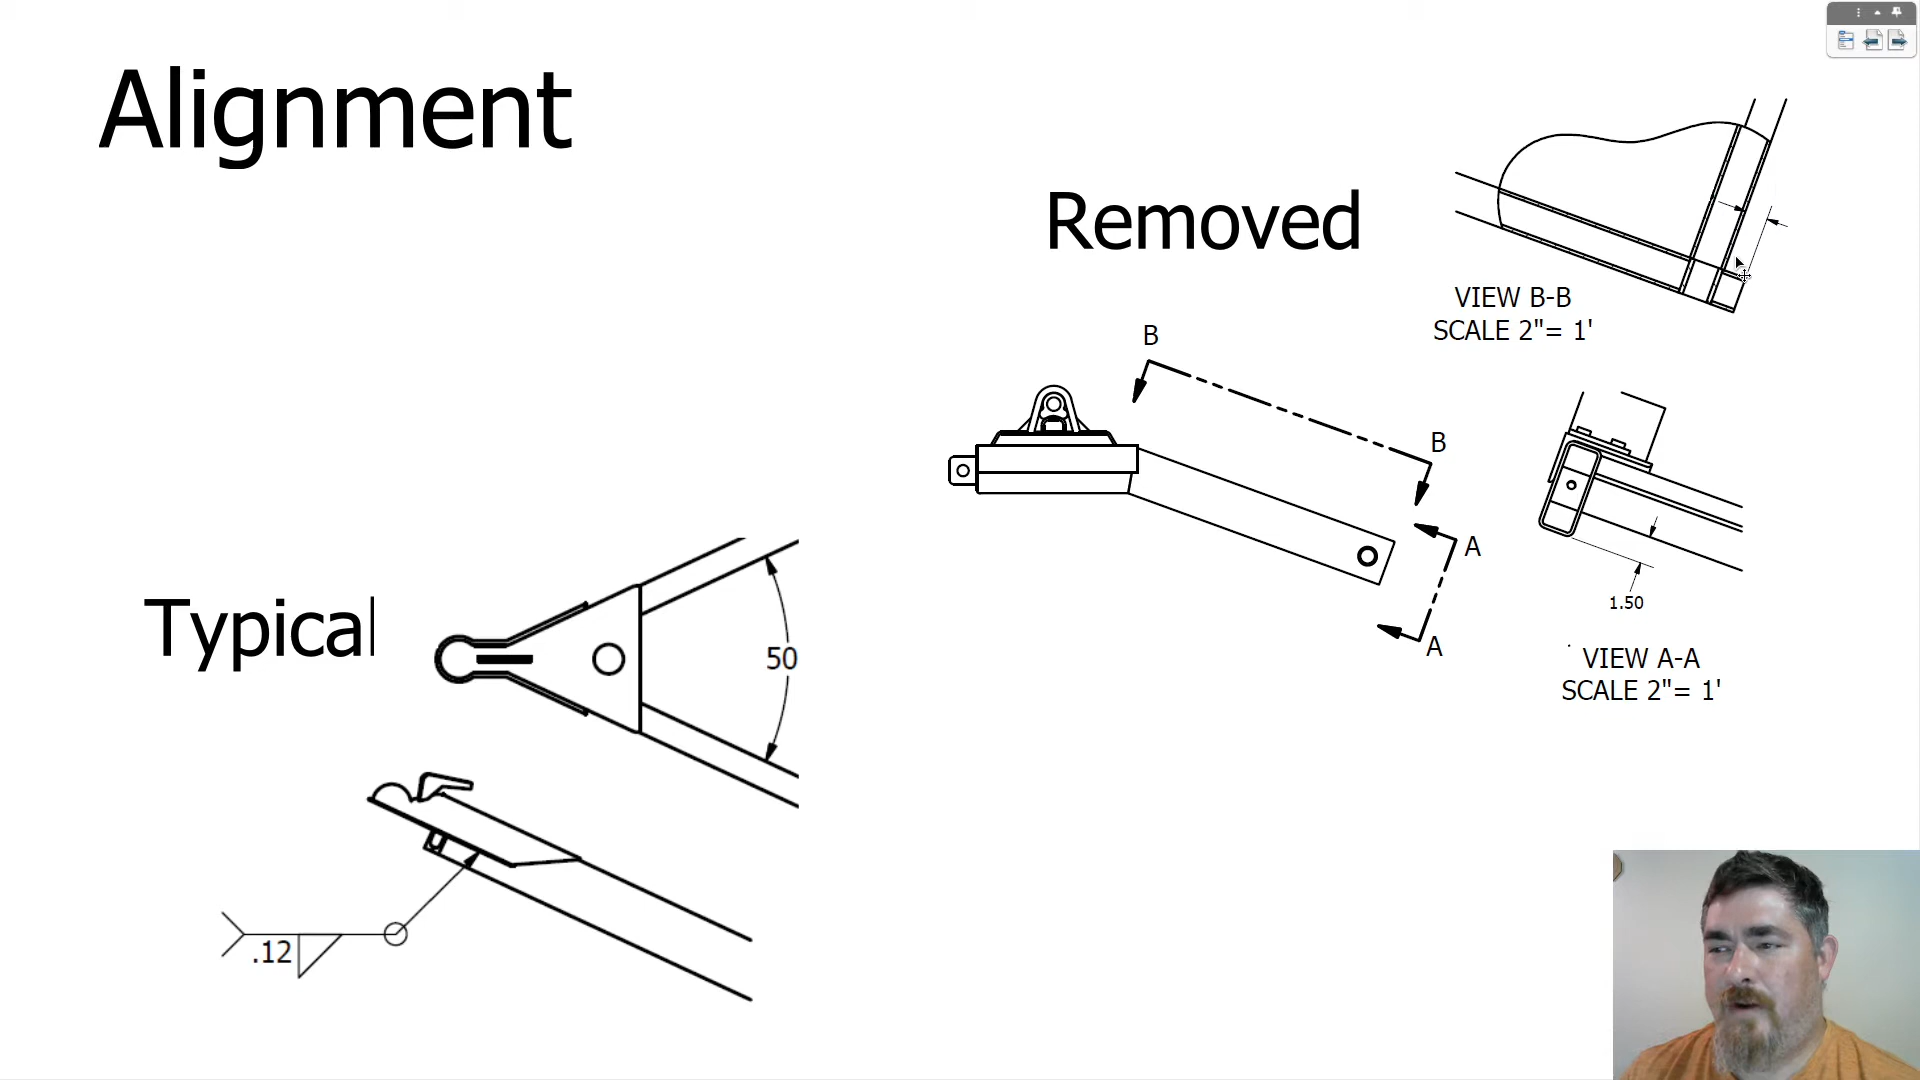 Alignment
Removed
VIEW B-B
SCALE 2"= 1'
B
B
A
A
1.50
VIEW A-A
SCALE 2"= 1'
Typical
50
.12